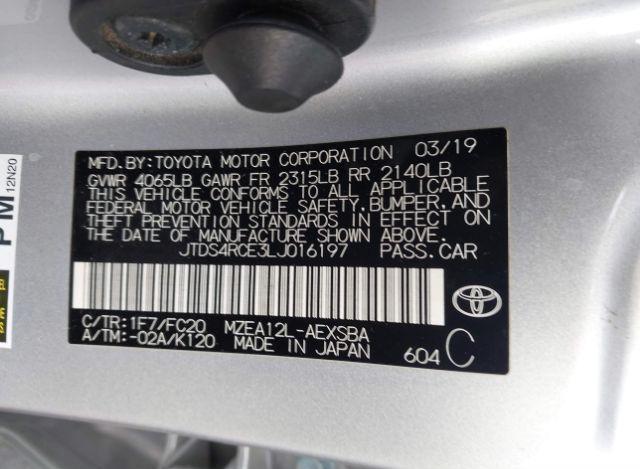 MFD. BY:TOYOTA MOTOR CORPORATION 03/19
GVWR 4065LB GAWR FR 2315LB RR 2140LB
THIS VEHICLE CONFORMS TO ALL APPLICABLE
FEDERAL MOTOR VEHICLE SAFETY, BUMPER, AND
THEFT PREVENTION STANDARDS IN EFFECT ON
THE DATE OF MANUFACTURE SHOWN ABOVE.
JTDS4RCE3LJ016197 PASS.CAR
C/TR:1F7/FC20 MZEA12L-AEXSBA
A/TM:-02A/K120 MADE IN JAPAN 604 C
PM 12N20